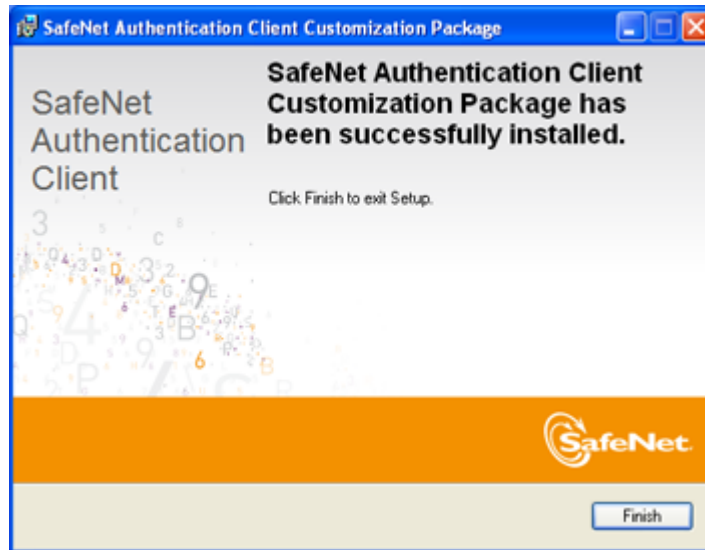 SafeNet Authentication Client Customization Package
SafeNet
Authentication
Client
SafeNet Authentication Client
Customization Package has
been successfully installed.
Click Finish to exit Setup.
SafeNet.
Finish